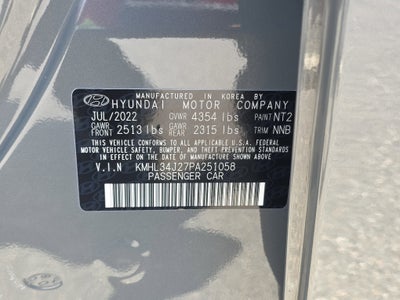 MANUFACTURED IN KOREA BY
HYUNDAI MOTOR COMPANY
JUL/2022 GVWR 4354 lbs PAINT NT2
GAWR FRONT 2513 lbs GAWR REAR 2315 lbs TRIM NNB
THIS VEHICLE CONFORMS TO ALL APPLICABLE
U.S. FEDERAL MOTOR VEHICLE
SAFETY, BUMPER, AND THEFT PREVENTION
STANDARDS IN EFFECT ON THE DATE OF
MANUFACTURE SHOWN ABOVE.
V.I.N KMHL34J27PA251058
PASSENGER CAR